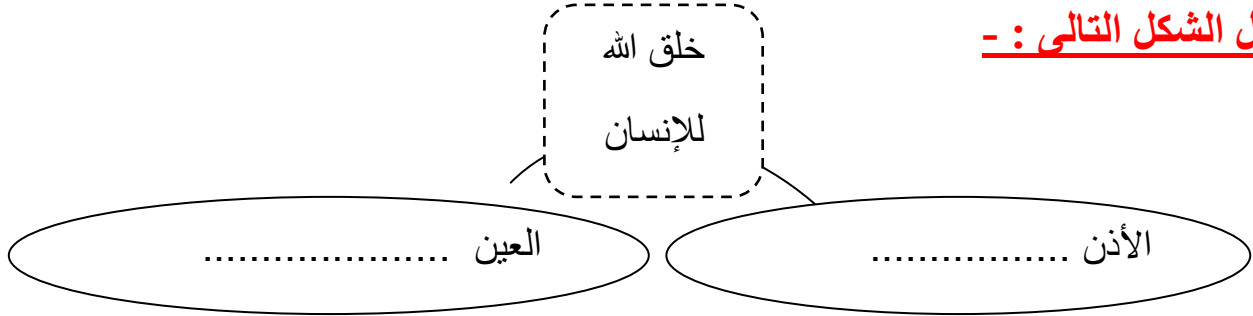 الشكل التالى : -
خلق الله
للإنسان
الأذن .................
العين .....................